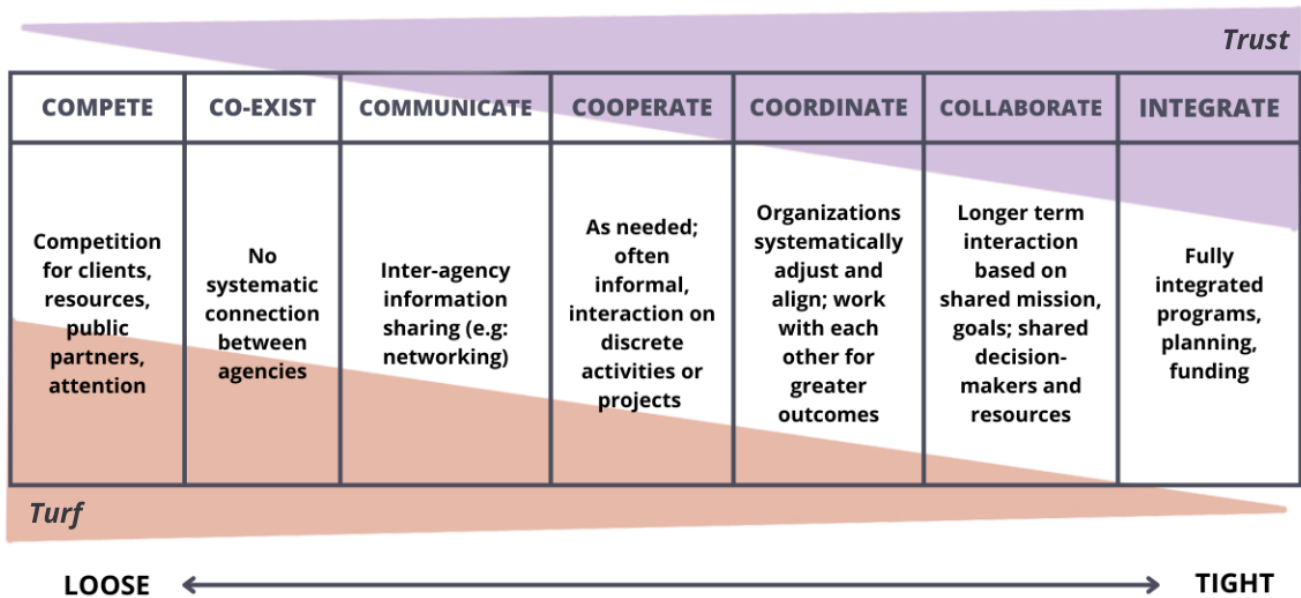 Trust
COMPETE
CO-EXIST
COMMUNICATE
COOPERATE
COORDINATE
COLLABORATE
INTEGRATE
Competition
for clients,
resources,
public
partners,
attention
No
systematic
connection
between
agencies
Inter-agency
information
sharing (e.g:
networking)
As needed;
often
informal,
interaction on
discrete
activities or
projects
Organizations
systematically
adjust and
align; work
with each
other for
greater
outcomes
Longer term
interaction
based on
shared mission,
goals; shared
decision-
makers and
resources
Fully
integrated
programs,
planning,
funding
Turf
LOOSE
TIGHT